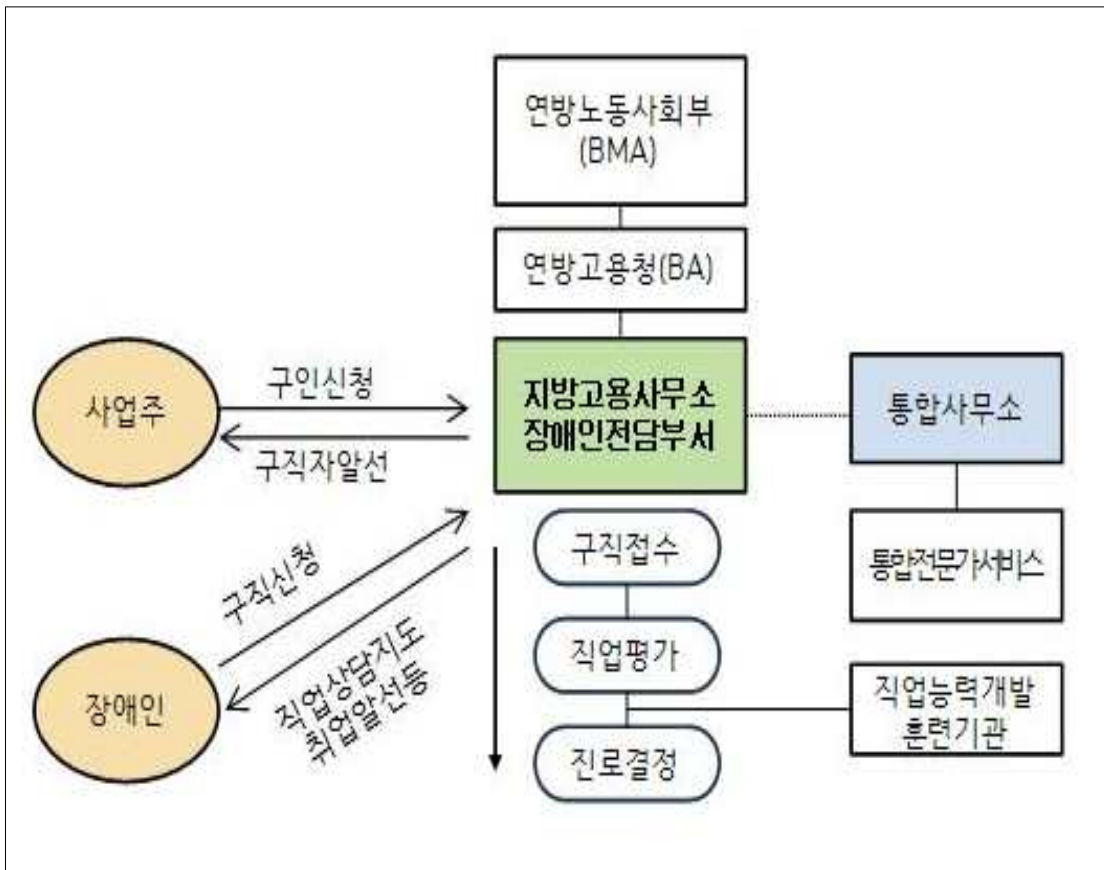 연방노동사회부
(BMA)
연방고용청(BA)
지방고용사무소
장애인전담부서
통합사무소
통합전문가서비스
사업주
구인신청
구직자알선
장애인
구직신청
직업상담지도
취업알선등
구직접수
직업평가
진로결정
직업능력개발
훈련기관